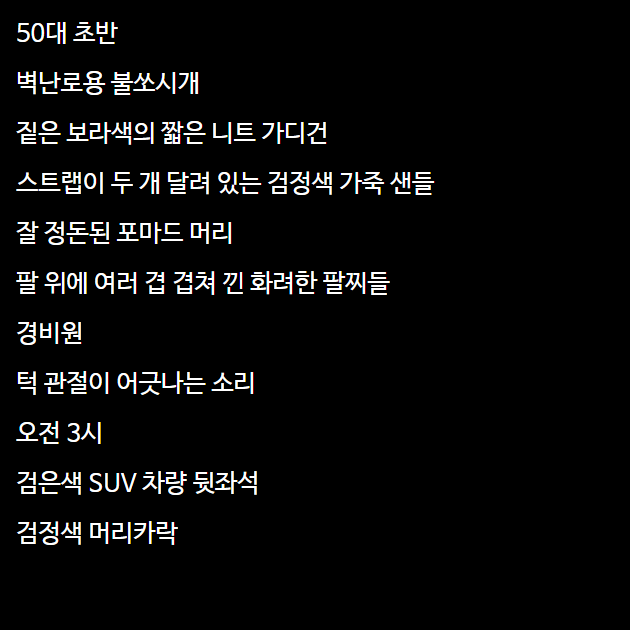 50대 초반
벽난로용 불쏘시개
짙은 보라색의 짧은 니트 가디건
스트랩이 두 개 달려 있는 검정색 가죽 샌들
잘 정돈된 포마드 머리
팔 위에 여러 겹 겹쳐 낀 화려한 팔찌들
경비원
턱 관절이 어긋나는 소리
오전 3시
검은색 SUV 차량 뒷좌석
검정색 머리카락